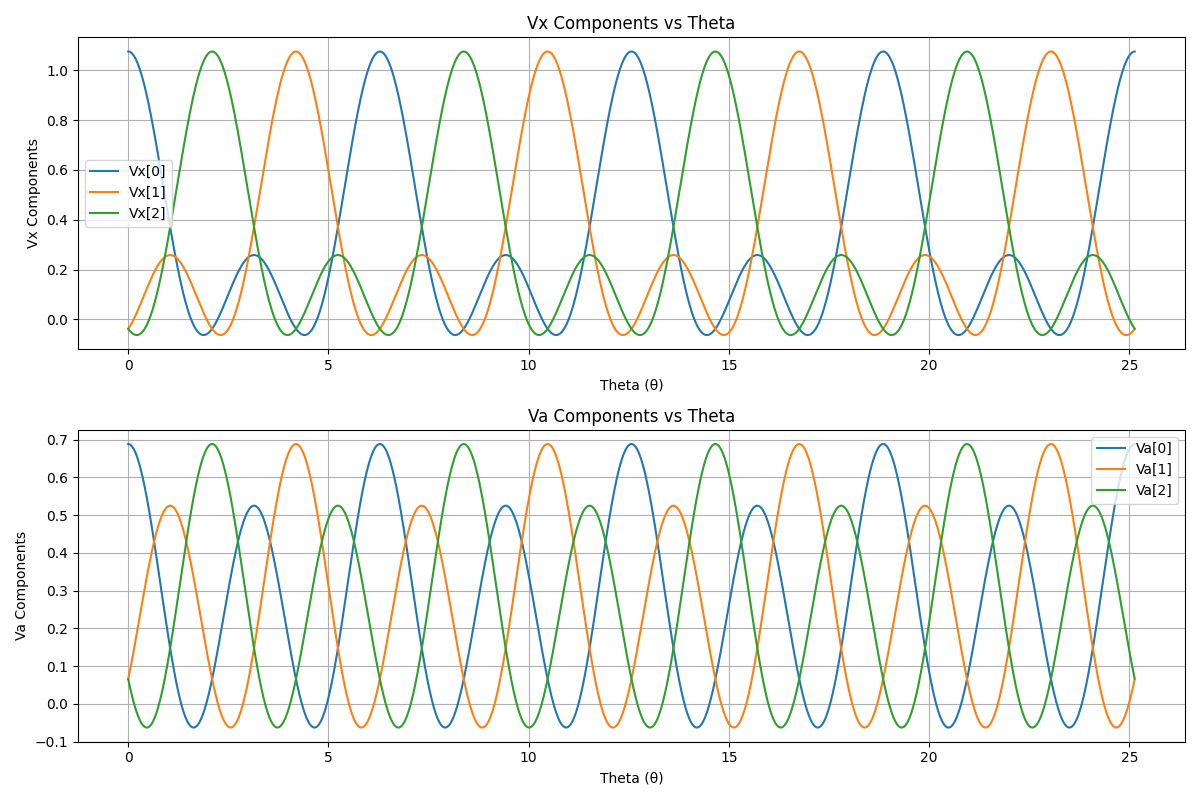 Vx Components vs Theta
Vx Components
1.0
0.8
0.6
0.4
0.2
0.0
Vx[0]
Vx[1]
Vx[2]
0 5 10 15 20 25
Theta (θ)
Va Components vs Theta
Va Components
0.7
0.6
0.5
0.4
0.3
0.2
0.1
0.0
−0.1
Va[0]
Va[1]
Va[2]
0 5 10 15 20 25
Theta (θ)